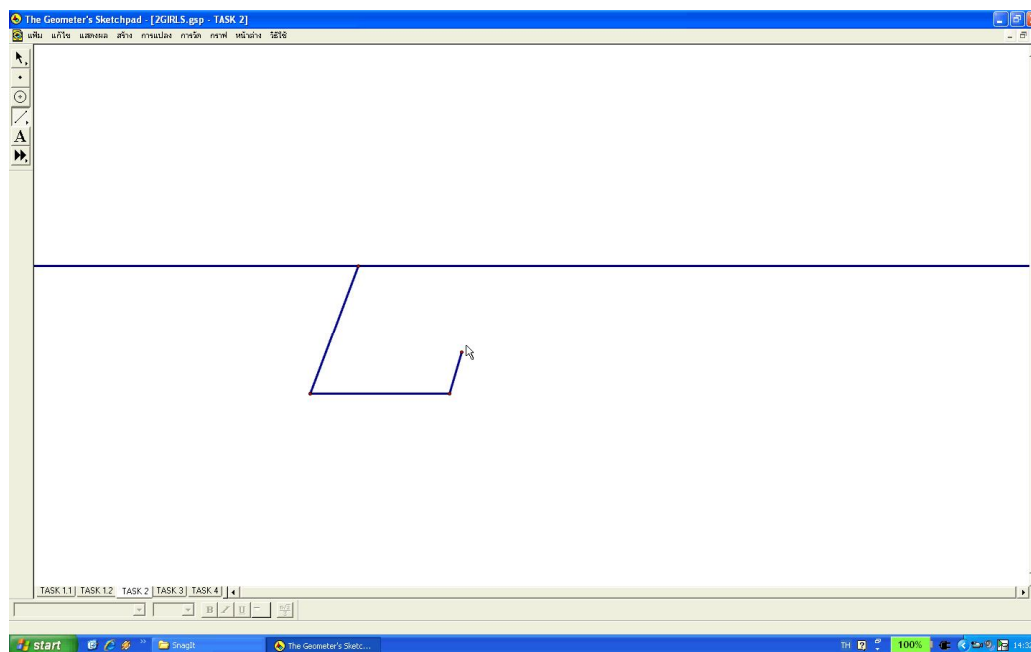 The Geometer's Sketchpad - [2GIRLS.gsp - TASK 2]
แฟ้ม แก้ไข แสดงผล สร้าง การแปลง การวัด กราฟ หน้าต่าง วิธีใช้
A
TASK 1.1 TASK 1.2 TASK 2 TASK 3 TASK 4
B I U
start SnagIt The Geometer's Sketc... TH 100%